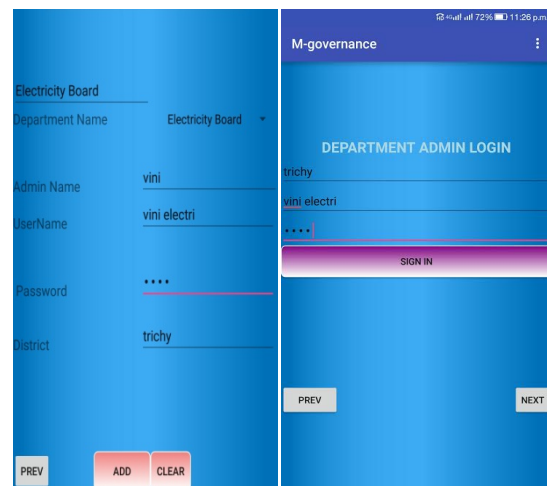 Electricity Board
Department Name Electricity Board
Admin Name vini
UserName vini electri
Password ••••
District trichy
PREV ADD CLEAR
72% 11:26 p.m.
M-governance
DEPARTMENT ADMIN LOGIN
trichy
vini electri
••••
SIGN IN
PREV NEXT